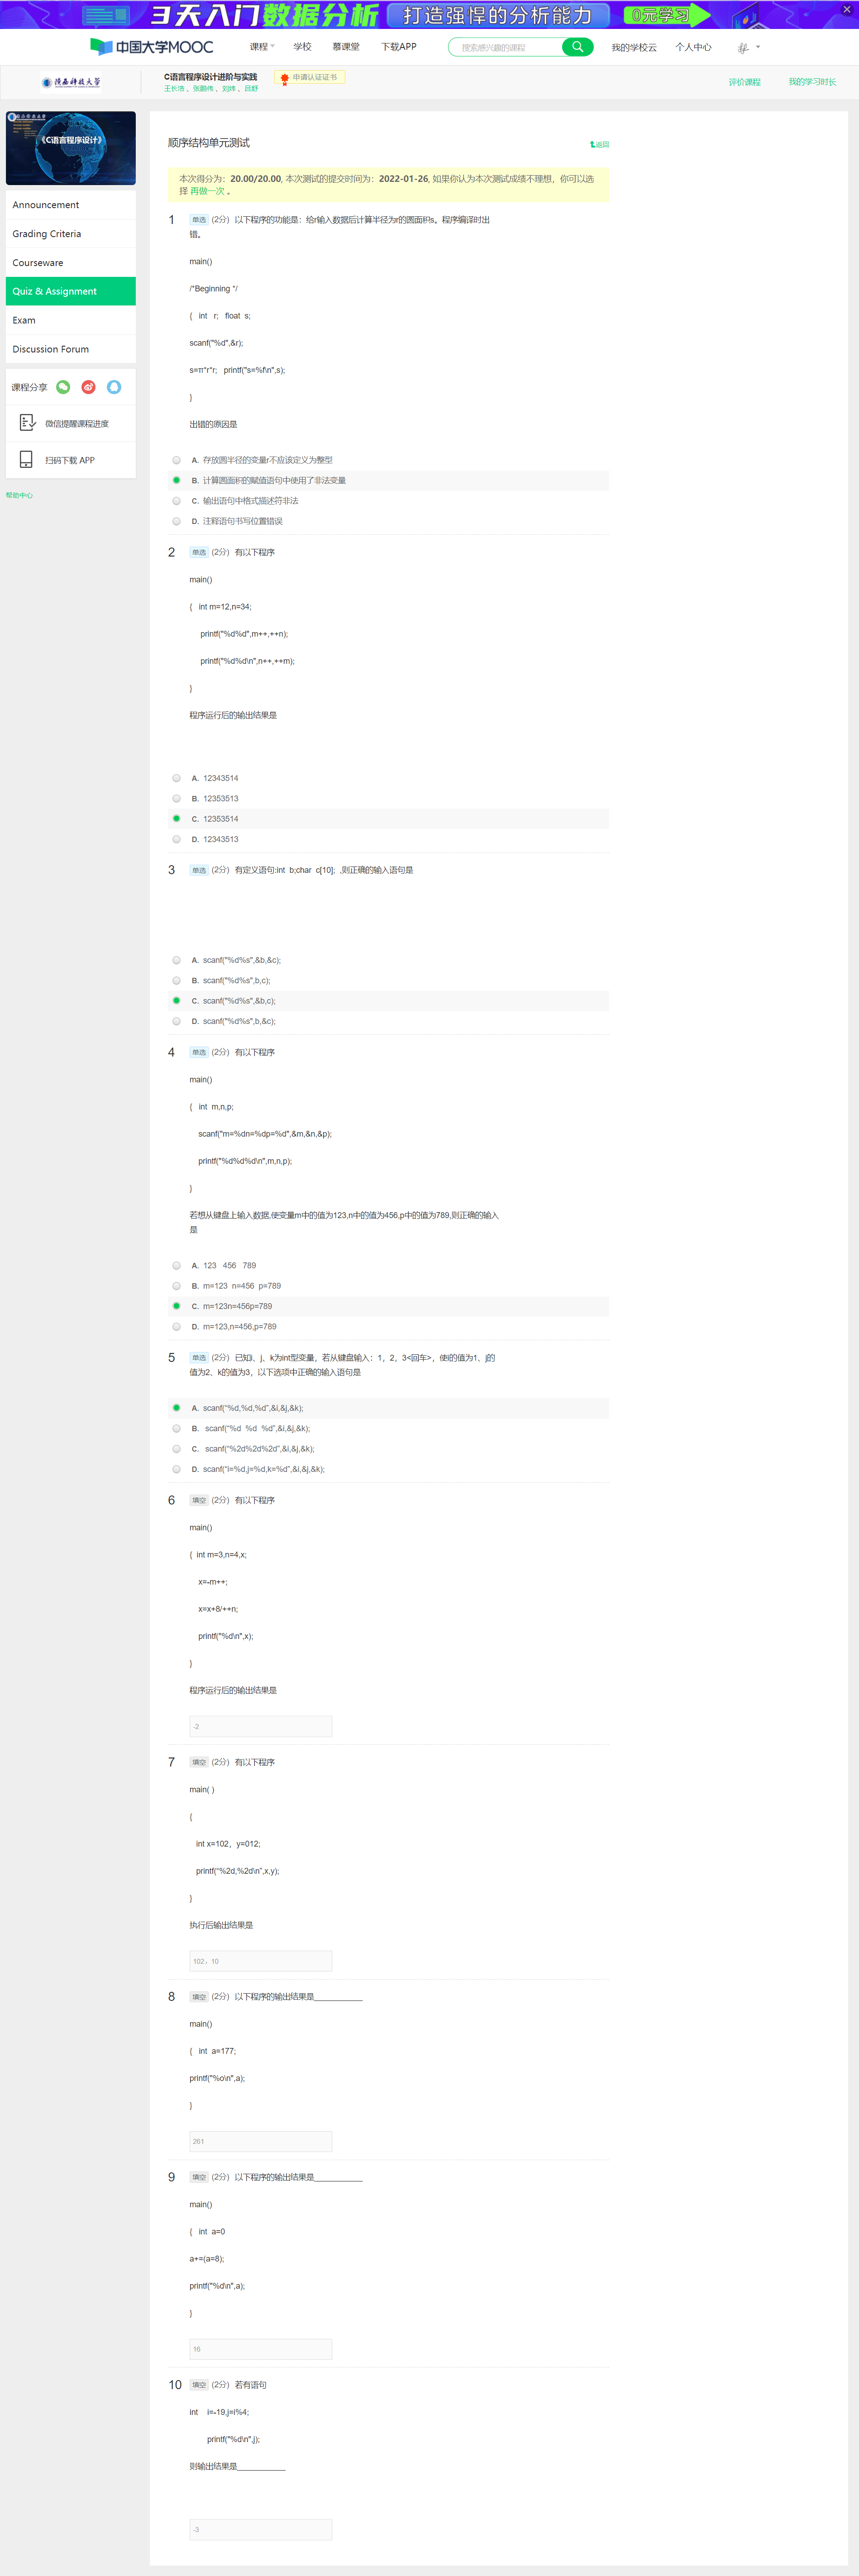 3天入门数据分析 打造强悍的分析能力 0元学习
中国大学MOOC 课程 学校 慕课堂 下载APP 搜索感兴趣的课程 我的学校云 个人中心
陕西科技大学 C语言程序设计进阶与实践 申请认证证书
王长浩、张鹏伟、刘炜、吕舒 评价课程 我的学习时长
《C语言程序设计》
Announcement
Grading Criteria
Courseware
Quiz & Assignment
Exam
Discussion Forum
课程分享
微信提醒课程进度
扫码下载 APP
帮助中心
顺序结构单元测试 返回
本次得分为：20.00/20.00, 本次测试的提交时间为：2022-01-26, 如果你认为本次测试成绩不理想，你可以选
择 再做一次 。
1 单选 (2分) 以下程序的功能是：给r输入数据后计算半径为r的圆面积s。程序编译时出
错。
main()
/*Beginning */
{ int r; float s;
scanf("%d",&r);
s=π*r*r; printf("s=%f\n",s);
}
出错的原因是
A. 存放圆半径的变量r不应该定义为整型
B. 计算圆面积的赋值语句中使用了非法变量
C. 输出语句中格式描述符非法
D. 注释语句书写位置错误
2 单选 (2分) 有以下程序
main()
{ int m=12,n=34;
printf("%d%d",m++,++n);
printf("%d%d\n",n++,++m);
}
程序运行后的输出结果是
A. 12343514
B. 12353513
C. 12353514
D. 12343513
3 单选 (2分) 有定义语句:int b;char c[10]; ,则正确的输入语句是
A. scanf("%d%s",&b,&c);
B. scanf("%d%s",b,c);
C. scanf("%d%s",&b,c);
D. scanf("%d%s",b,&c);
4 单选 (2分) 有以下程序
main()
{ int m,n,p;
scanf("m=%dn=%dp=%d",&m,&n,&p);
printf("%d%d%d\n",m,n,p);
}
若想从键盘上输入数据,使变量m中的值为123,n中的值为456,p中的值为789,则正确的输入
是
A. 123 456 789
B. m=123 n=456 p=789
C. m=123n=456p=789
D. m=123,n=456,p=789
5 单选 (2分) 已知i、j、k为int型变量，若从键盘输入：1，2，3<回车>，使i的值为1、j的
值为2、k的值为3，以下选项中正确的输入语句是
A. scanf("%d,%d,%d",&i,&j,&k);
B. scanf("%d %d %d",&i,&j,&k);
C. scanf("%2d%2d%2d",&i,&j,&k);
D. scanf("i=%d,j=%d,k=%d",&i,&j,&k);
6 填空 (2分) 有以下程序
main()
{ int m=3,n=4,x;
x=-m++;
x=x+8/++n;
printf("%d\n",x);
}
程序运行后的输出结果是
-2
7 填空 (2分) 有以下程序
main( )
{
int x=102，y=012;
printf("%2d,%2d\n",x,y);
}
执行后输出结果是
102，10
8 填空 (2分) 以下程序的输出结果是____________
main()
{ int a=177;
printf("%o\n",a);
}
261
9 填空 (2分) 以下程序的输出结果是____________
main()
{ int a=0
a+=(a=8);
printf("%d\n",a);
}
16
10 填空 (2分) 若有语句
int i=-19,j=i%4;
printf("%d\n",j);
则输出结果是____________
-3